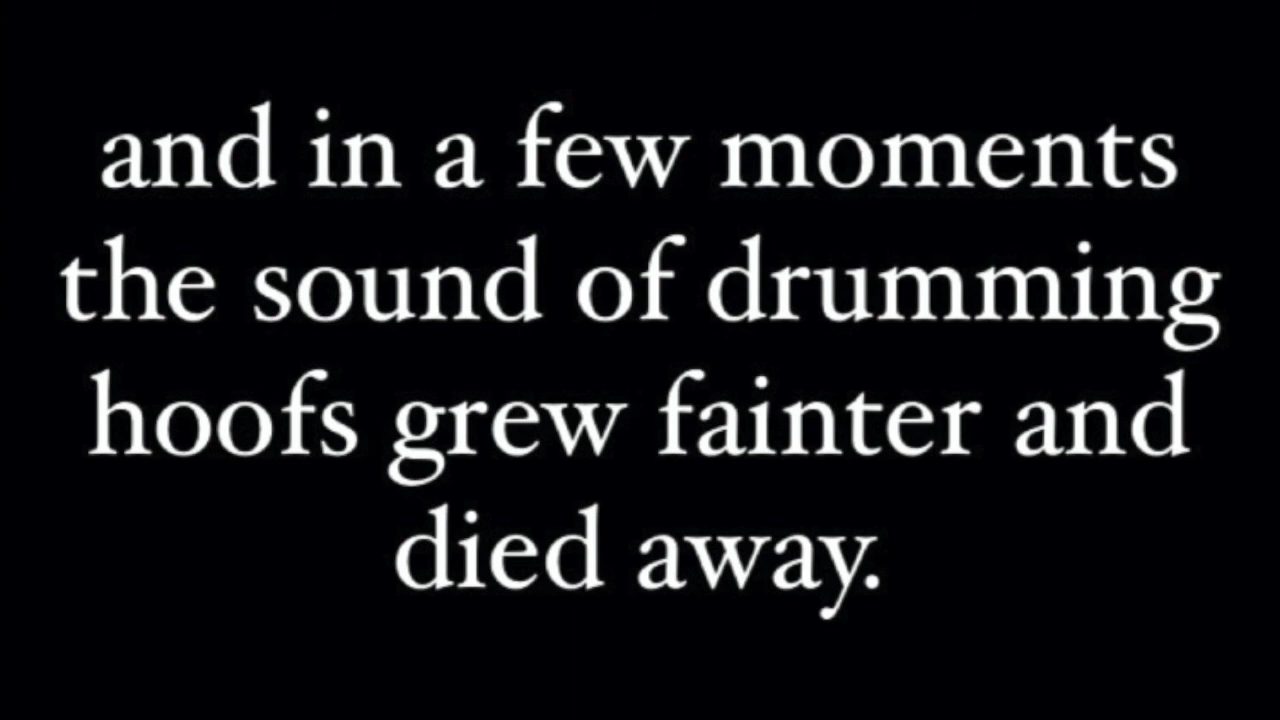 and in a few moments
the sound of drumming
hoofs grew fainter and
died away.